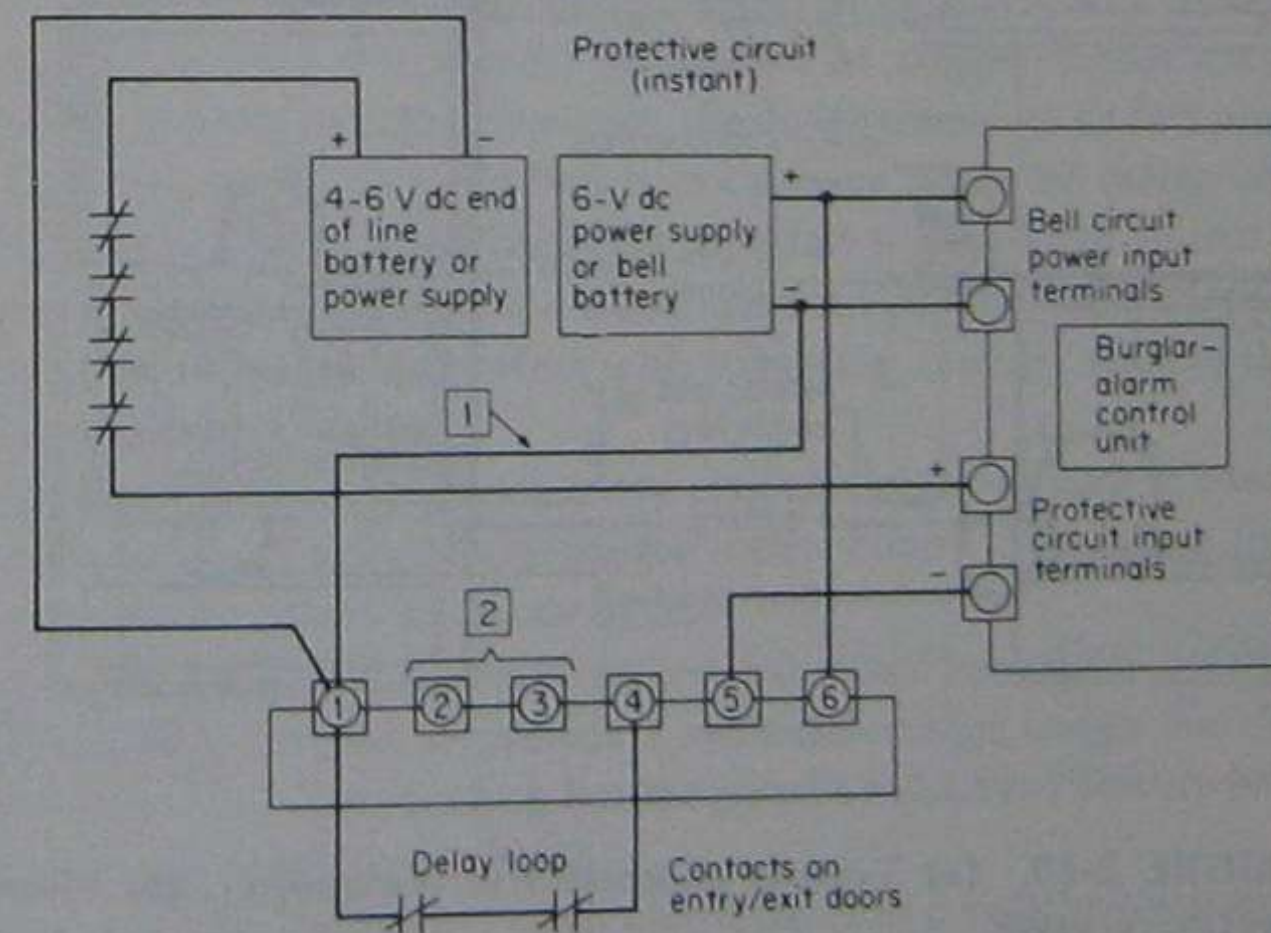 Protective circuit
(instant)
+
-
4-6 V dc end
of line
battery or
power supply
6-V dc
power supply
or bell
battery
+
-
Bell circuit
power input
terminals
Burglar-
alarm
control
unit
1
+
Protective
circuit input
terminals
-
2
1
2
3
4
5
6
Delay loop
Contacts on
entry/exit doors